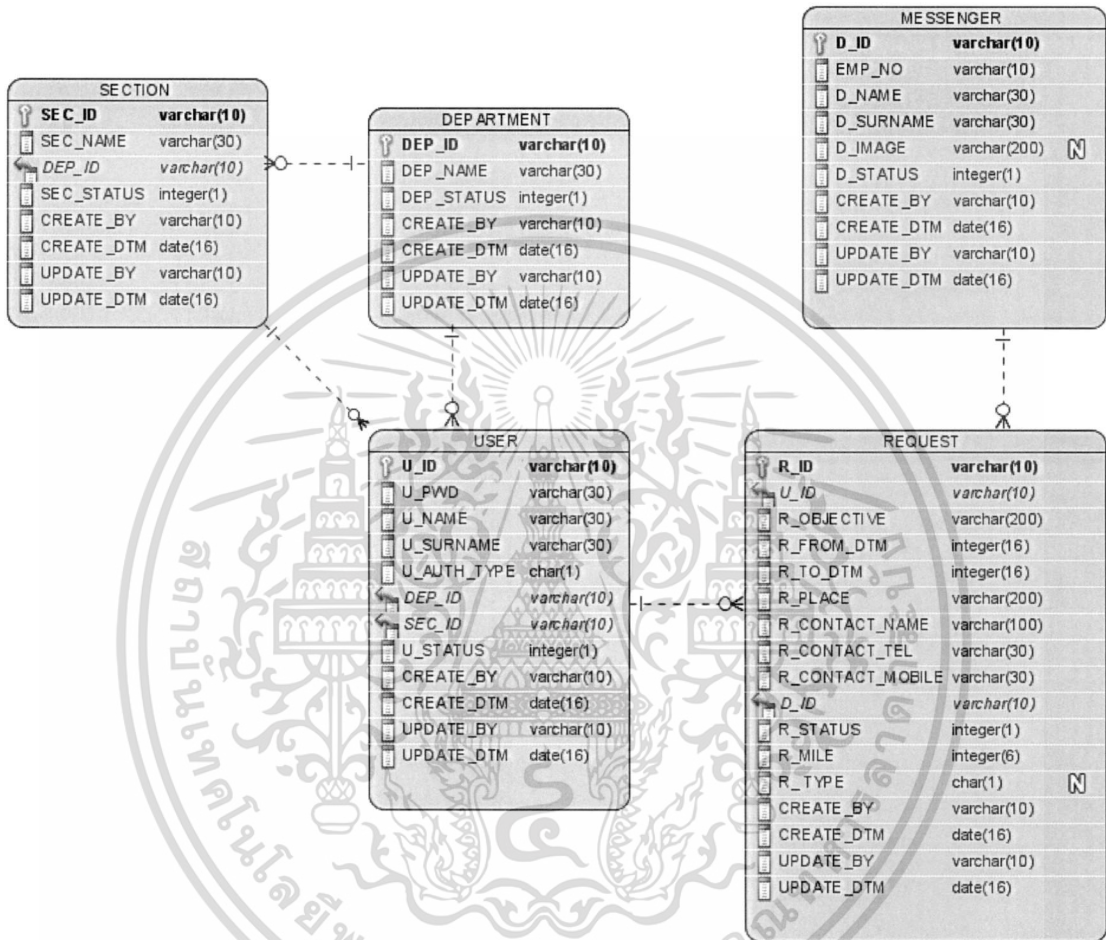 SECTION
SEC_ID varchar(10)
SEC_NAME varchar(30)
DEP_ID varchar(10)
SEC_STATUS integer(1)
CREATE_BY varchar(10)
CREATE_DTM date(16)
UPDATE_BY varchar(10)
UPDATE_DTM date(16)
DEPARTMENT
DEP_ID varchar(10)
DEP_NAME varchar(30)
DEP_STATUS integer(1)
CREATE_BY varchar(10)
CREATE_DTM date(16)
UPDATE_BY varchar(10)
UPDATE_DTM date(16)
MESSENGER
D_ID varchar(10)
EMP_NO varchar(10)
D_NAME varchar(30)
D_SURNAME varchar(30)
D_IMAGE varchar(200) N
D_STATUS integer(1)
CREATE_BY varchar(10)
CREATE_DTM date(16)
UPDATE_BY varchar(10)
UPDATE_DTM date(16)
USER
U_ID varchar(10)
U_PWD varchar(30)
U_NAME varchar(30)
U_SURNAME varchar(30)
U_AUTH_TYPE char(1)
DEP_ID varchar(10)
SEC_ID varchar(10)
U_STATUS integer(1)
CREATE_BY varchar(10)
CREATE_DTM date(16)
UPDATE_BY varchar(10)
UPDATE_DTM date(16)
REQUEST
R_ID varchar(10)
U_ID varchar(10)
R_OBJECTIVE varchar(200)
R_FROM_DTM integer(16)
R_TO_DTM integer(16)
R_PLACE varchar(200)
R_CONTACT_NAME varchar(100)
R_CONTACT_TEL varchar(30)
R_CONTACT_MOBILE varchar(30)
D_ID varchar(10)
R_STATUS integer(1)
R_MILE integer(6)
R_TYPE char(1) N
CREATE_BY varchar(10)
CREATE_DTM date(16)
UPDATE_BY varchar(10)
UPDATE_DTM date(16)